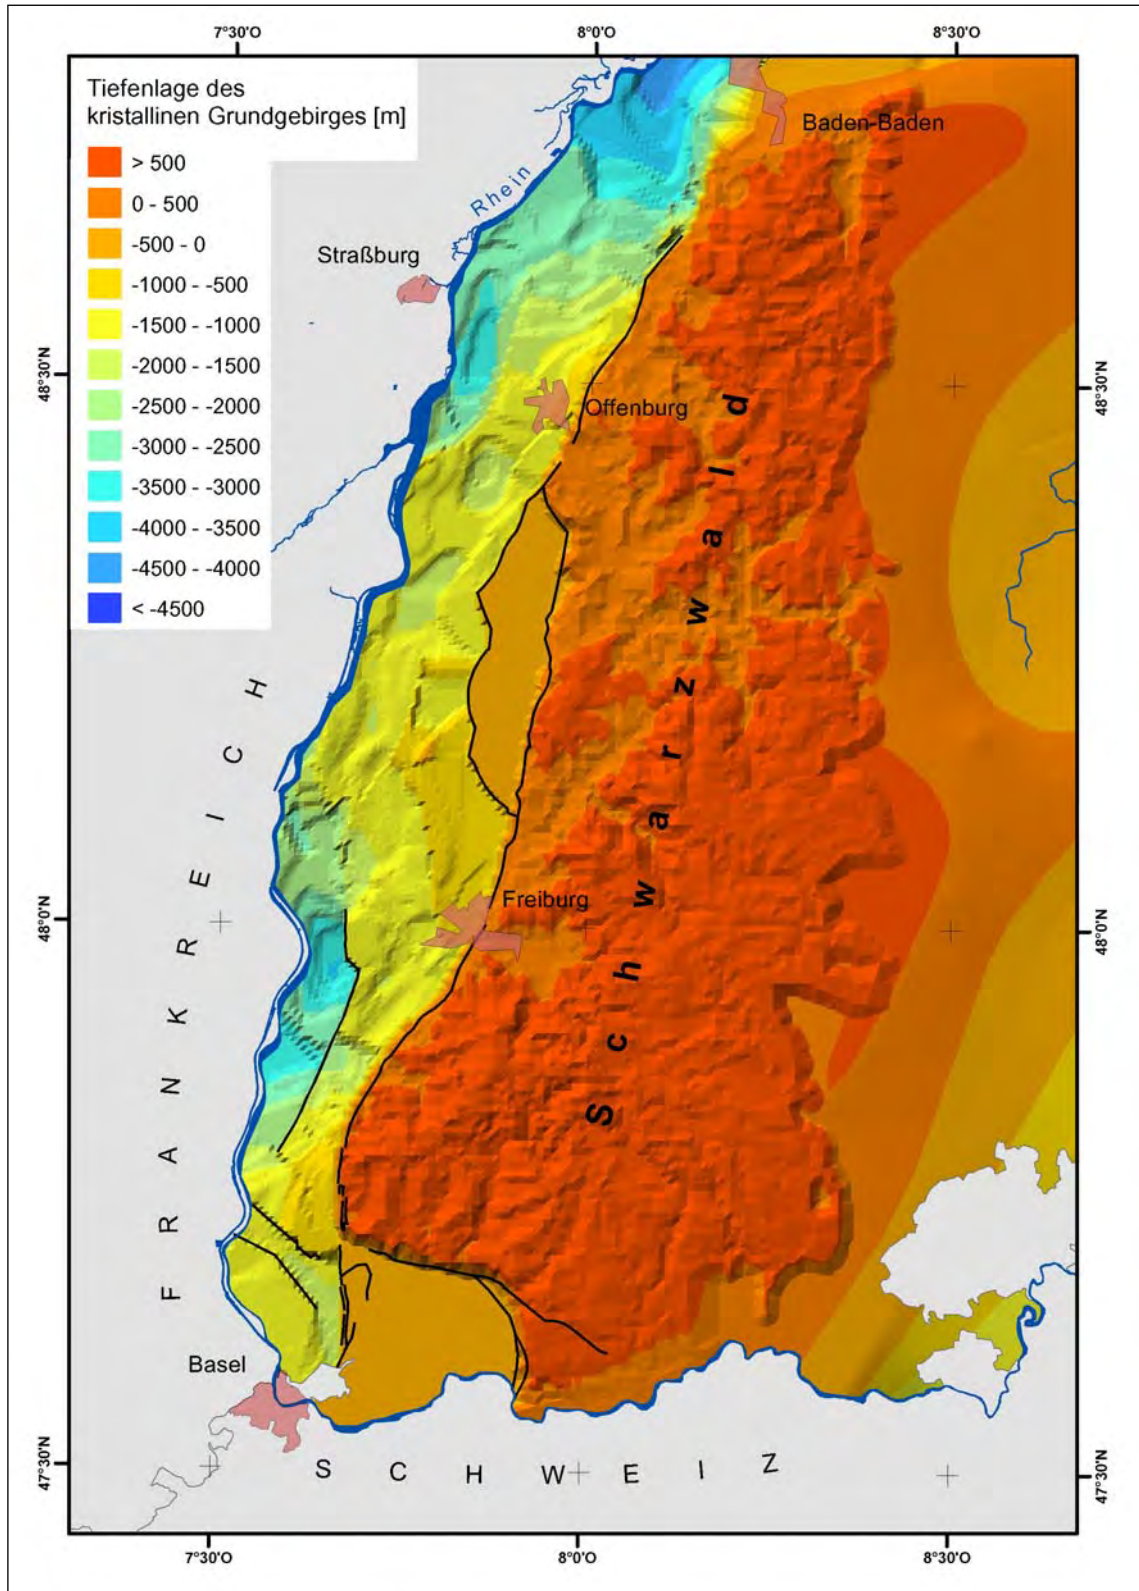 7°30'O
8°0'O
8°30'O
Tiefenlage des
kristallinen Grundgebirges [m]
> 500
0 - 500
-500 - 0
-1000 - -500
-1500 - -1000
-2000 - -1500
-2500 - -2000
-3000 - -2500
-3500 - -3000
-4000 - -3500
-4500 - -4000
< -4500
Baden-Baden
Rhein
Straßburg
48°30'N
48°30'N
Offenburg
Schwarzwald
FRANKREICH
Freiburg
48°0'N
48°0'N
Basel
SCHWEIZ
47°30'N
47°30'N
7°30'O
8°0'O
8°30'O